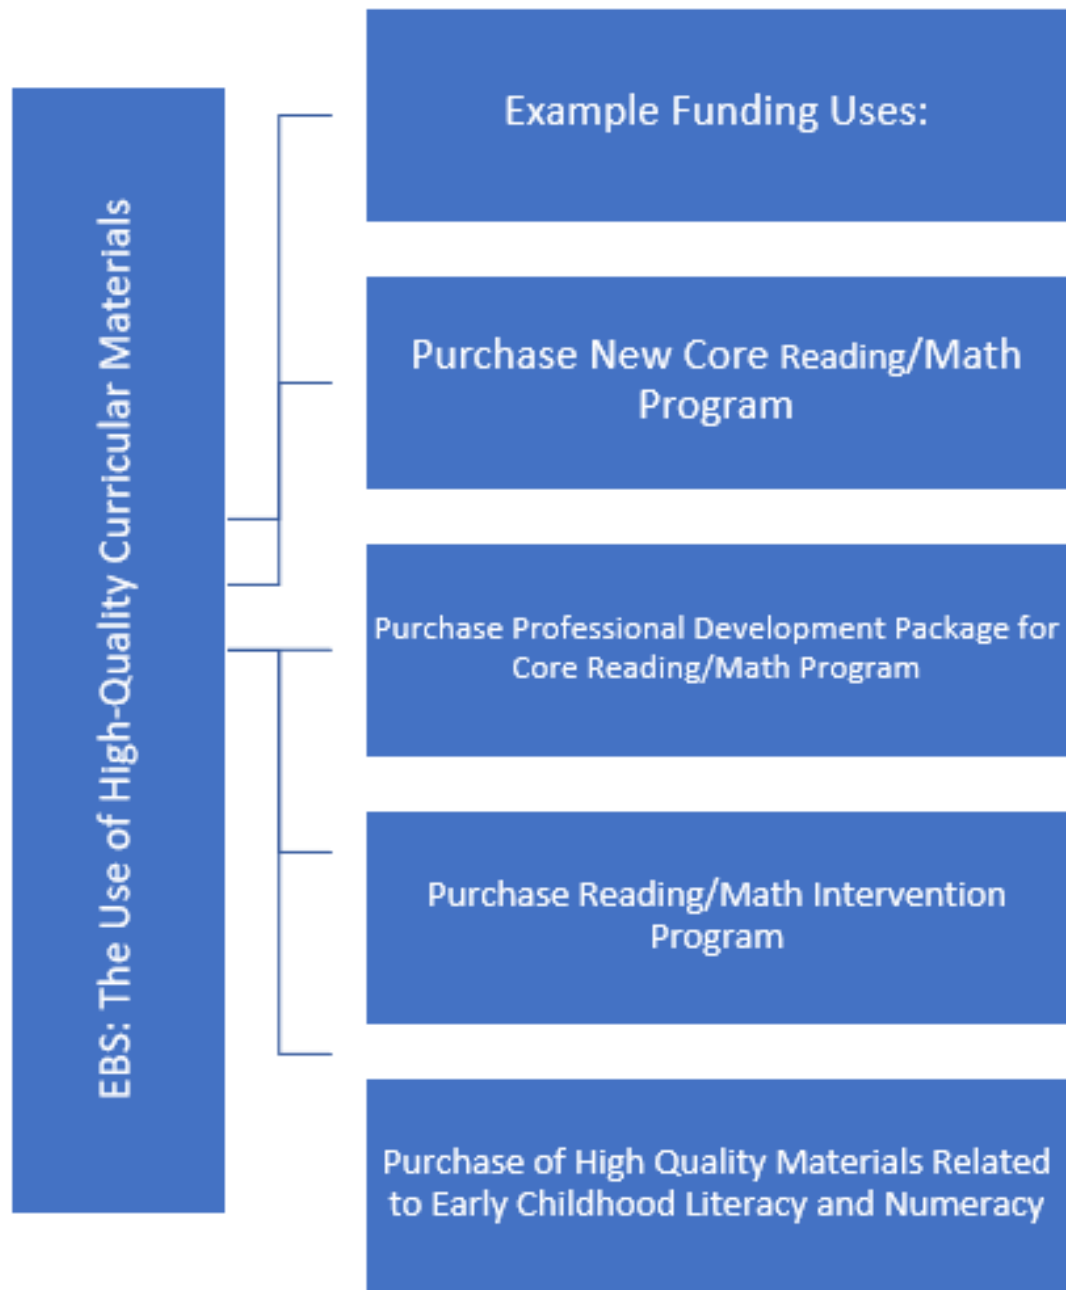 EBS: The Use of High-Quality Curricular Materials
Example Funding Uses:
Purchase New Core Reading/Math
Program
Purchase Professional Development Package for
Core Reading/Math Program
Purchase Reading/Math Intervention
Program
Purchase of High Quality Materials Related
to Early Childhood Literacy and Numeracy